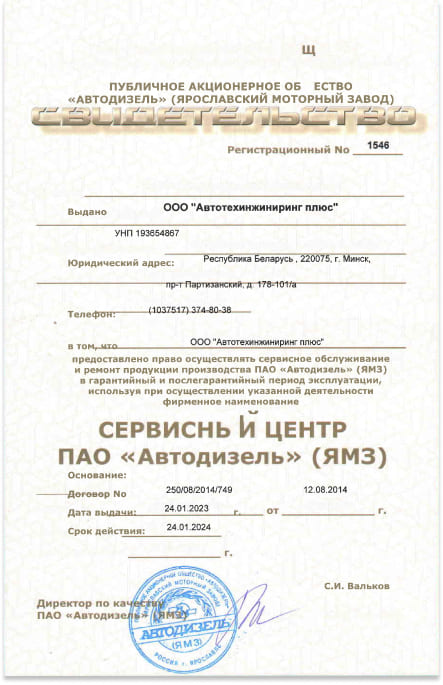 Щ
ПУБЛИЧНОЕ АКЦИОНЕРНОЕ ОБ ЕСТВО
«АВТОДИЗЕЛЬ» (ЯРОСЛАВСКИЙ МОТОРНЫЙ ЗАВОД)
СВИДЕТЕЛЬСТВО
Регистрационный No 1546
Выдано ООО "Автотехинжиниринг плюс"
УНП 193654867
Юридический адрес: Республика Беларусь , 220075, г. Минск,
пр-т Партизанский, д. 178-101/а
Телефон: (1037517) 374-80-38
в том, что ООО "Автотехинжиниринг плюс"
предоставлено право осуществлять сервисное обслуживание
и ремонт продукции производства ПАО «Автодизель» (ЯМЗ)
в гарантийный и послегарантийный период эксплуатации,
используя при осуществлении указанной деятельности
фирменное наименование
СЕРВИСНЬ Й ЦЕНТР
ПАО «Автодизель» (ЯМЗ)
Основание:
Договор No 250/08/2014/749 12.08.2014
Дата выдачи: 24.01.2023 г. от г.
Срок действия: 24.01.2024
г.
С.И. Вальков
Директор по качеству
ПАО «Автодизель» (ЯМЗ)
АВТОДИЗЕЛЬ
(ЯМЗ)
РОССИЯ г. ЯРОСЛАВЛЬ